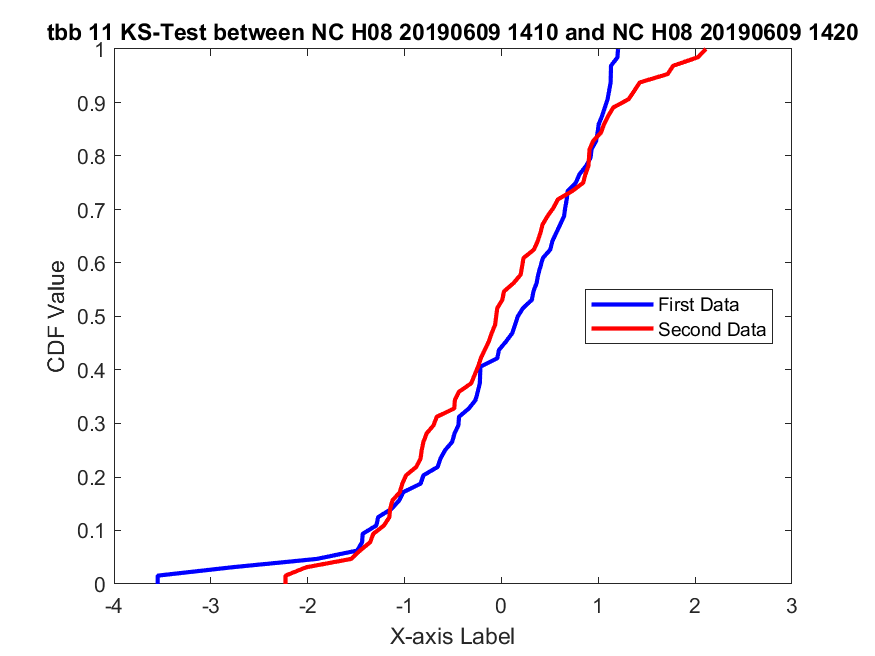 tbb 11 KS-Test between NC H08 20190609 1410 and NC H08 20190609 1420
1
0.9
0.8
0.7
0.6
0.5
0.4
0.3
0.2
0.1
0
CDF Value
First Data
Second Data
-4 -3 -2 -1 0 1 2 3
X-axis Label